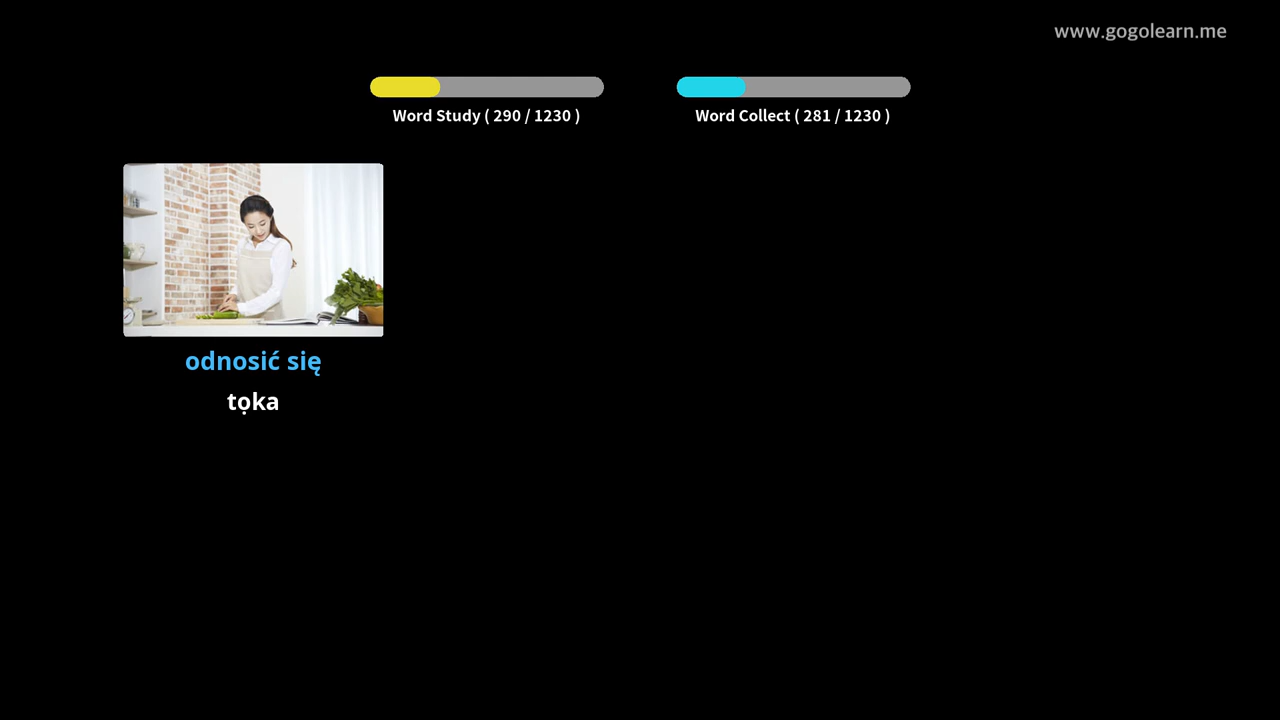 www.gogolearn.me
Word Study ( 290 / 1230 )
Word Collect ( 281 / 1230 )
odnosić się
tọka